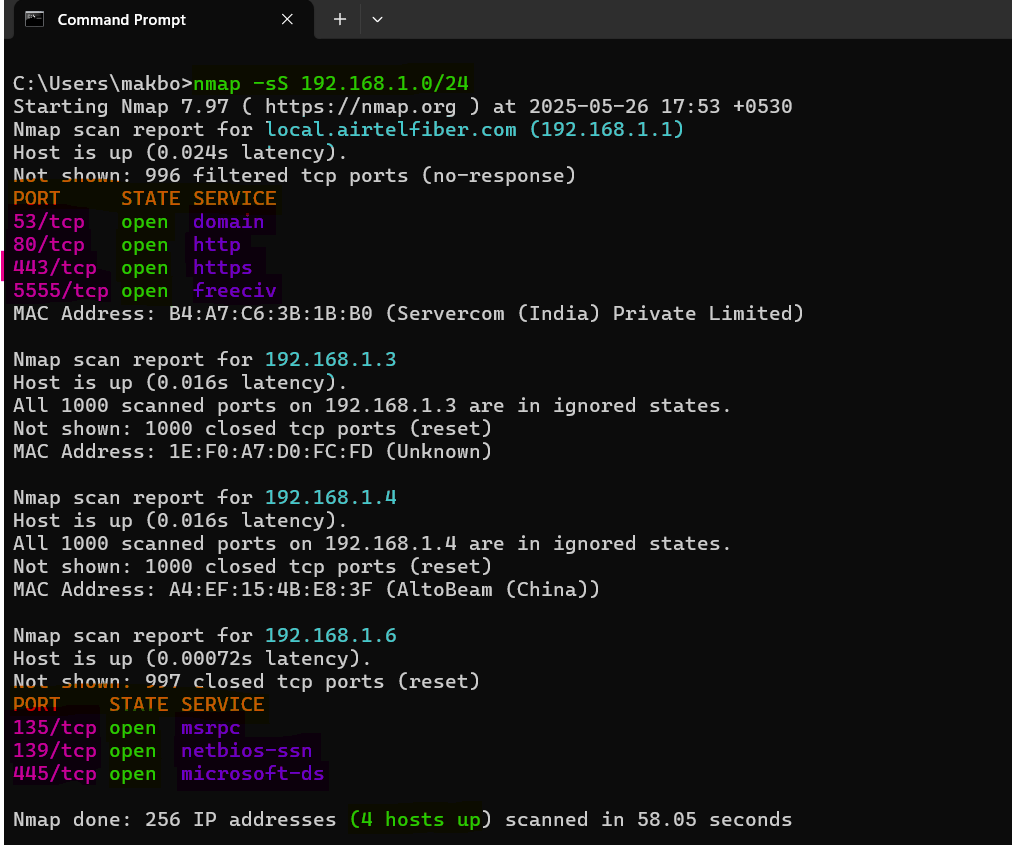 Command Prompt
C:\Users\makbo>nmap -sS 192.168.1.0/24
Starting Nmap 7.97 ( https://nmap.org ) at 2025-05-26 17:53 +0530
Nmap scan report for local.airtelfiber.com (192.168.1.1)
Host is up (0.024s latency).
Not shown: 996 filtered tcp ports (no-response)
PORT     STATE SERVICE
53/tcp   open  domain
80/tcp   open  http
443/tcp  open  https
5555/tcp open  freeciv
MAC Address: B4:A7:C6:3B:1B:B0 (Servercom (India) Private Limited)
Nmap scan report for 192.168.1.3
Host is up (0.016s latency).
All 1000 scanned ports on 192.168.1.3 are in ignored states.
Not shown: 1000 closed tcp ports (reset)
MAC Address: 1E:F0:A7:D0:FC:FD (Unknown)
Nmap scan report for 192.168.1.4
Host is up (0.016s latency).
All 1000 scanned ports on 192.168.1.4 are in ignored states.
Not shown: 1000 closed tcp ports (reset)
MAC Address: A4:EF:15:4B:E8:3F (AltoBeam (China))
Nmap scan report for 192.168.1.6
Host is up (0.00072s latency).
Not shown: 997 closed tcp ports (reset)
PORT    STATE SERVICE
135/tcp open  msrpc
139/tcp open  netbios-ssn
445/tcp open  microsoft-ds
Nmap done: 256 IP addresses (4 hosts up) scanned in 58.05 seconds